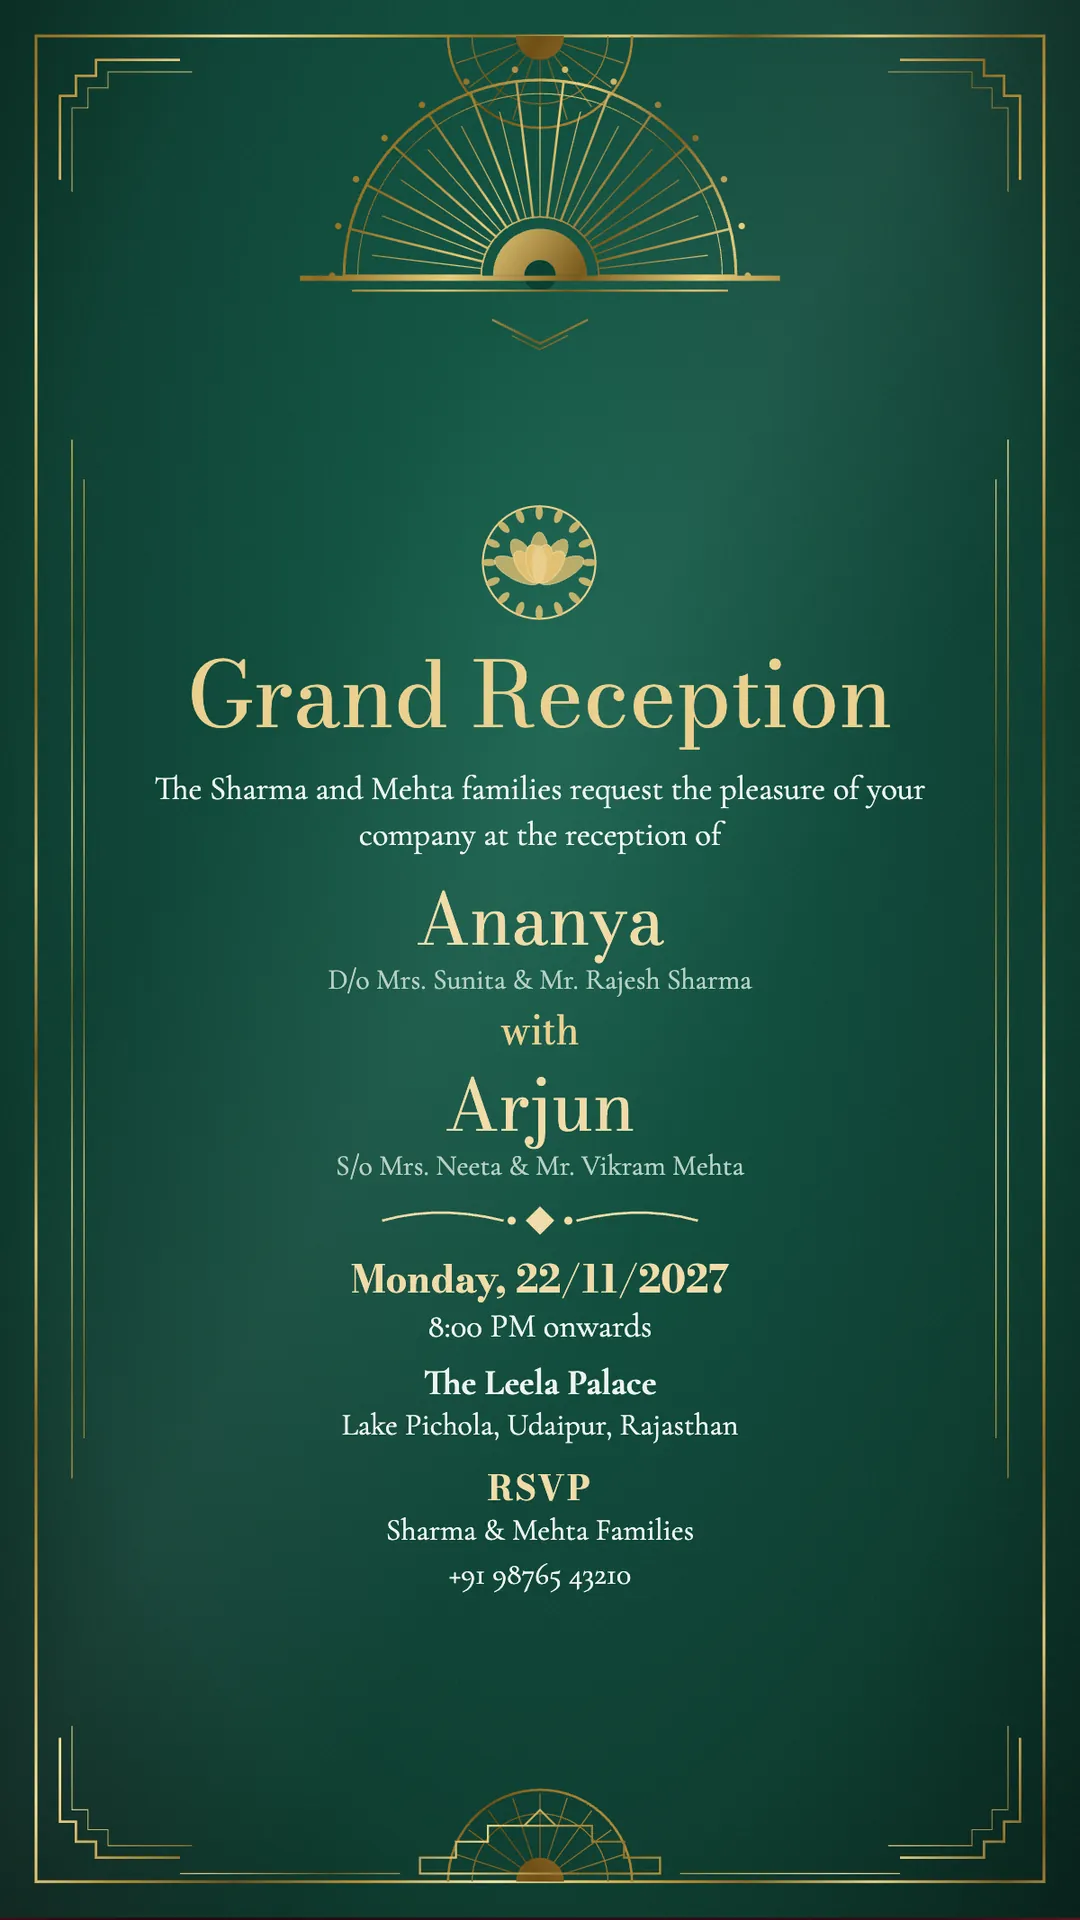 Grand Reception
The Sharma and Mehta families request the pleasure of your
company at the reception of
Ananya
D/o Mrs. Sunita & Mr. Rajesh Sharma
with
Arjun
S/o Mrs. Neeta & Mr. Vikram Mehta
Monday, 22/11/2027
8:00 PM onwards
The Leela Palace
Lake Pichola, Udaipur, Rajasthan
RSVP
Sharma & Mehta Families
+91 98765 43210